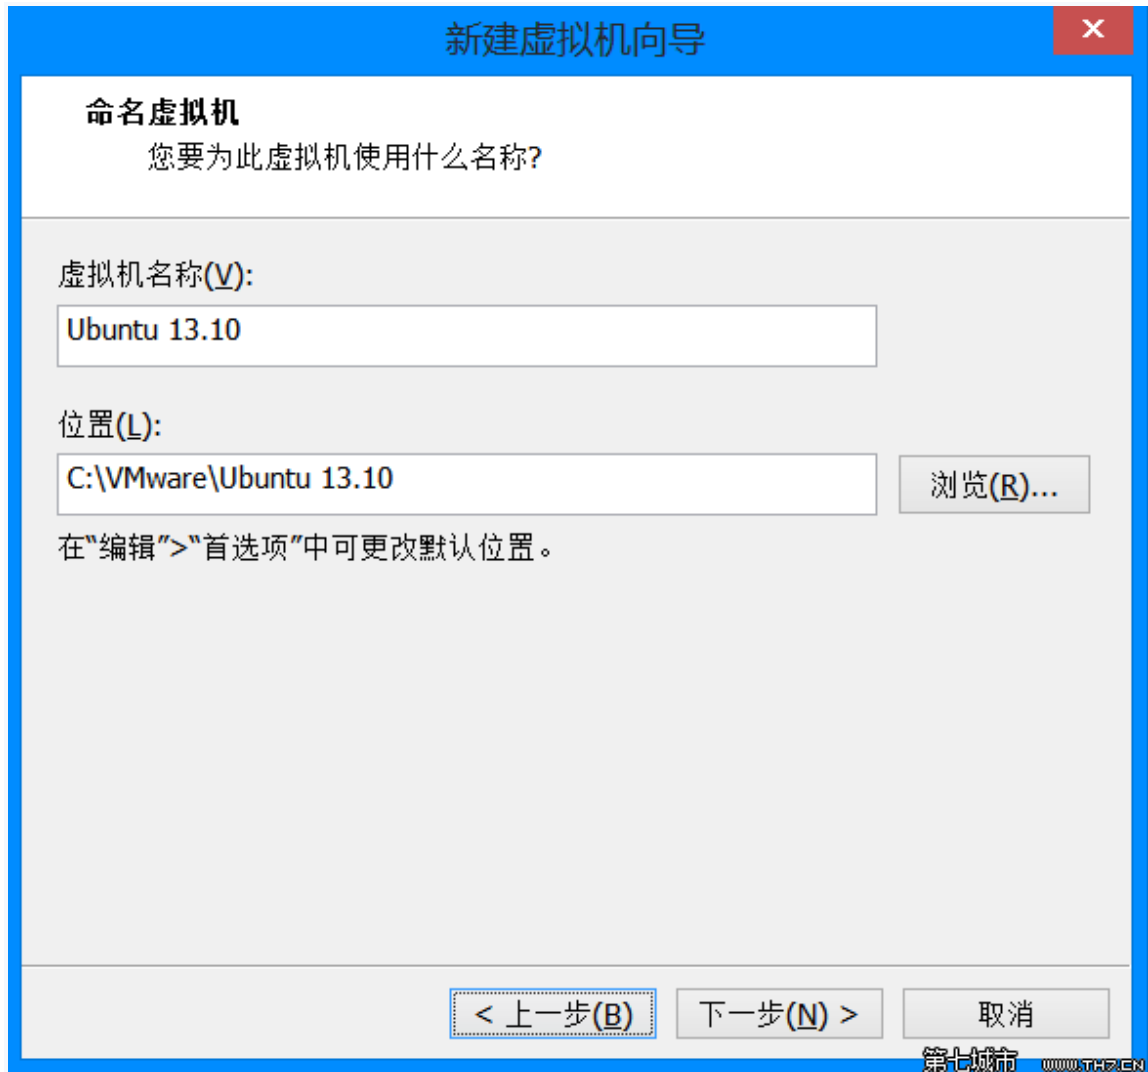 新建虚拟机向导
命名虚拟机
您要为此虚拟机使用什么名称?
虚拟机名称(V):
Ubuntu 13.10
位置(L):
C:\VMware\Ubuntu 13.10
浏览(R)...
在“编辑”>“首选项”中可更改默认位置。
< 上一步(B) 下一步(N) > 取消
第七城市 WWW.TH7.CN